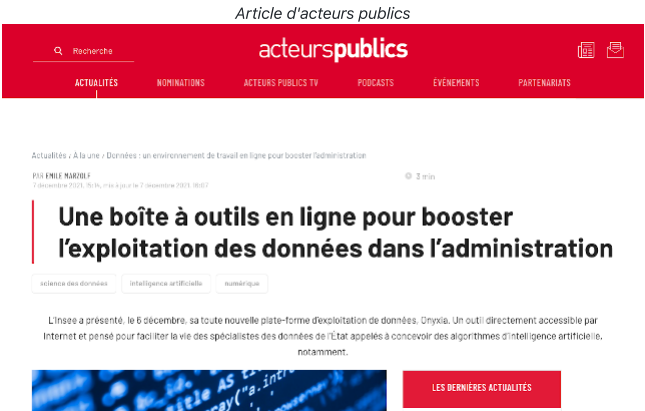 Article d'acteurs publics
Recherche
acteurspublics
ACTUALITÉS NOMINATIONS ACTEURS PUBLICS TV PODCASTS ÉVÉNEMENTS PARTENARIATS
Actualités / À la une / Données : un environnement de travail en ligne pour booster l'administration
PAR EMILE MARZOLF
7 décembre 2021, 15:14, mis à jour le 7 décembre 2021, 16:07
3 min
Une boîte à outils en ligne pour booster
l'exploitation des données dans l'administration
science des données intelligence artificielle numérique
L'Insee a présenté, le 6 décembre, sa toute nouvelle plate-forme d'exploitation de données, Onyxia. Un outil directement accessible par
Internet et pensé pour faciliter la vie des spécialistes des données de l'État appelés à concevoir des algorithmes d'intelligence artificielle,
notamment.
LES DERNIÈRES ACTUALITÉS